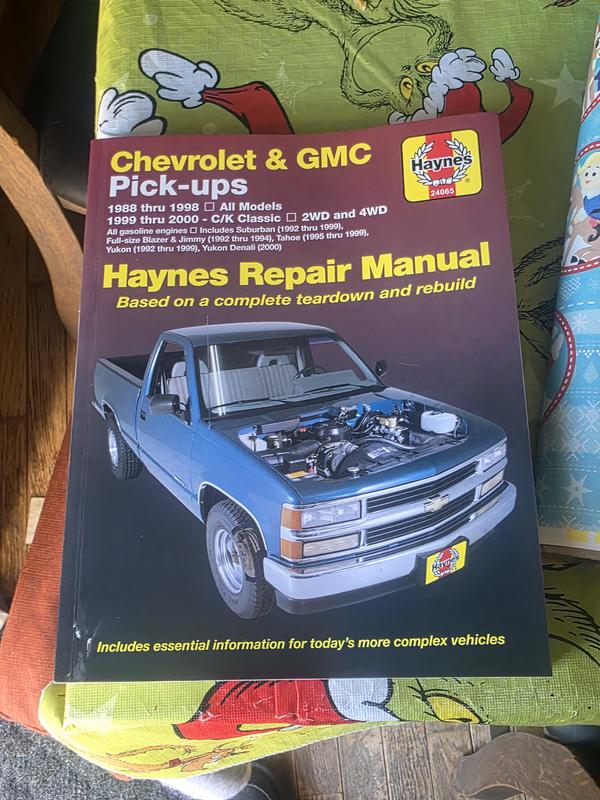 Chevrolet & GMC
Pick-ups
Haynes
24065
1988 thru 1998 □ All Models
1999 thru 2000 - C/K Classic □ 2WD and 4WD
All gasoline engines □ Includes Suburban (1992 thru 1999),
Full-size Blazer & Jimmy (1992 thru 1994), Tahoe (1995 thru 1999),
Yukon (1992 thru 1999), Yukon Denali (2000)
Haynes Repair Manual
Based on a complete teardown and rebuild
Haynes
Includes essential information for today's more complex vehicles